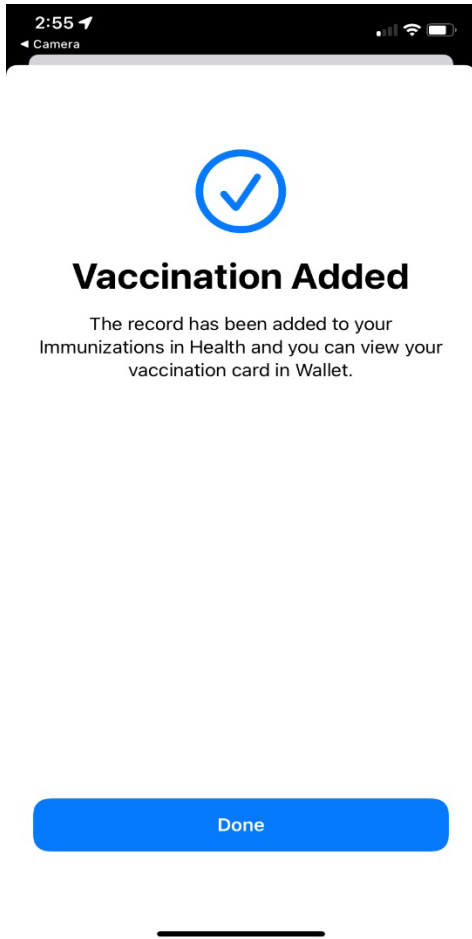 2:55
Camera
Vaccination Added
The record has been added to your
Immunizations in Health and you can view your
vaccination card in Wallet.
Done